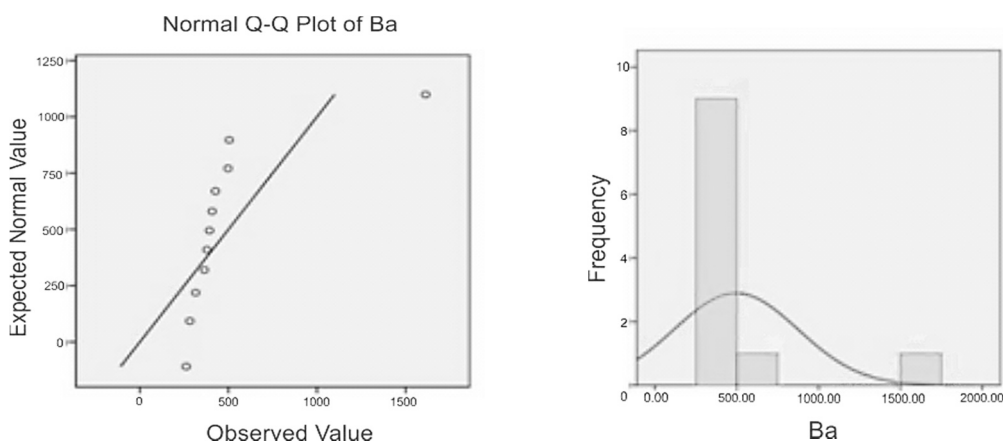 Normal Q-Q Plot of Ba
Expected Normal Value
1250
1000
750
500
250
0
0 500 1000 1500
Observed Value
Frequency
10
8
6
4
2
0 0.00 500.00 1000.00 1500.00 2000.00
Ba